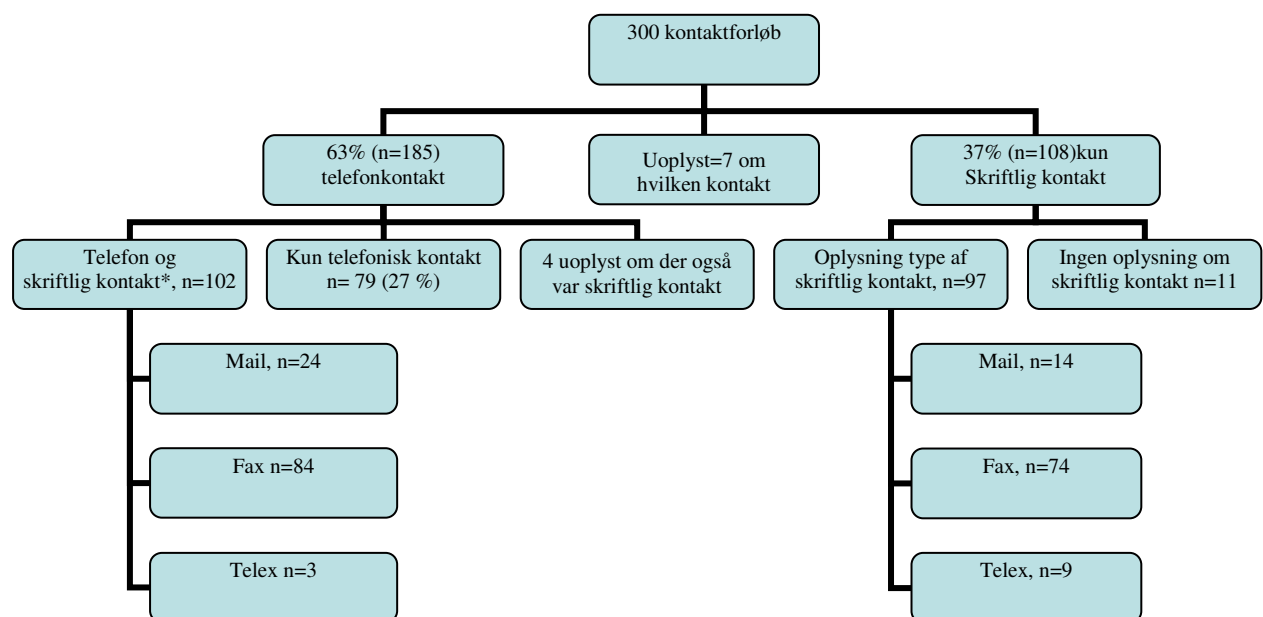 300 kontaktforløb
63% (n=185)
telefonkontakt
Uoplyst=7 om
hvilken kontakt
37% (n=108)kun
Skriftlig kontakt
Telefon og
skriftlig kontakt*, n=102
Kun telefonisk kontakt
n= 79 (27 %)
4 uoplyst om der også
var skriftlig kontakt
Oplysning type af
skriftlig kontakt, n=97
Ingen oplysning om
skriftlig kontakt n=11
Mail, n=24
Fax n=84
Telex n=3
Mail, n=14
Fax, n=74
Telex, n=9